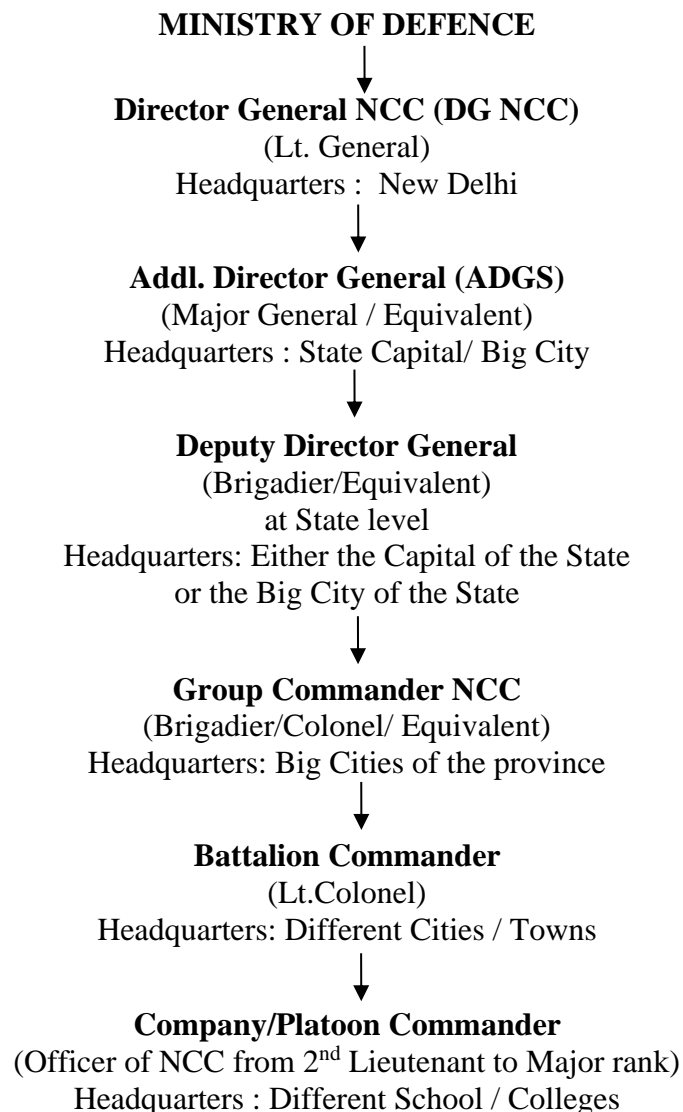 MINISTRY OF DEFENCE
Director General NCC (DG NCC)
(Lt. General)
Headquarters : New Delhi
Addl. Director General (ADGS)
(Major General / Equivalent)
Headquarters : State Capital/ Big City
Deputy Director General
(Brigadier/Equivalent)
at State level
Headquarters: Either the Capital of the State
or the Big City of the State
Group Commander NCC
(Brigadier/Colonel/ Equivalent)
Headquarters: Big Cities of the province
Battalion Commander
(Lt.Colonel)
Headquarters: Different Cities / Towns
Company/Platoon Commander
(Officer of NCC from 2nd Lieutenant to Major rank)
Headquarters : Different School / Colleges